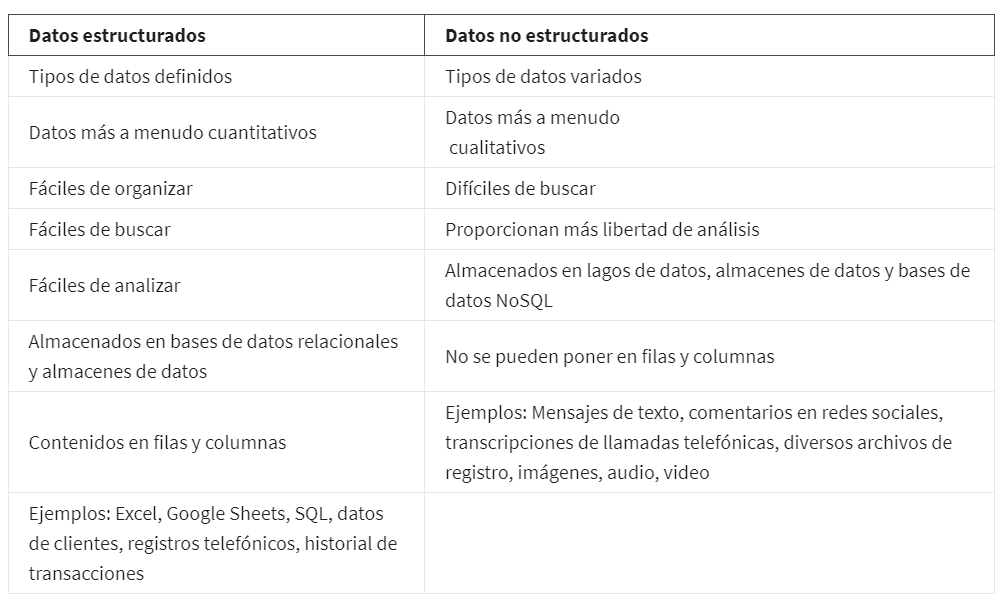 Datos estructurados
Datos no estructurados
Tipos de datos definidos
Tipos de datos variados
Datos más a menudo cuantitativos
Datos más a menudo
cualitativos
Fáciles de organizar
Difíciles de buscar
Fáciles de buscar
Proporcionan más libertad de análisis
Fáciles de analizar
Almacenados en lagos de datos, almacenes de datos y bases de
datos NoSQL
Almacenados en bases de datos relacionales
y almacenes de datos
No se pueden poner en filas y columnas
Contenidos en filas y columnas
Ejemplos: Mensajes de texto, comentarios en redes sociales,
transcripciones de llamadas telefónicas, diversos archivos de
registro, imágenes, audio, video
Ejemplos: Excel, Google Sheets, SQL, datos
de clientes, registros telefónicos, historial de
transacciones